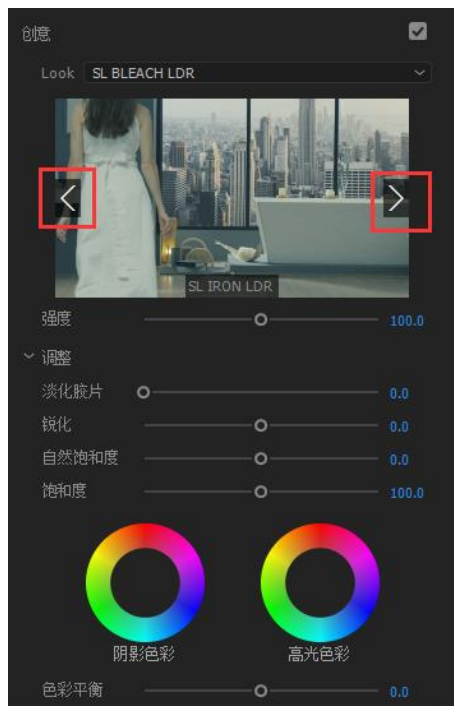 创意
Look SL BLEACH LDR
SL IRON LDR
强度 100.0
调整
淡化胶片 0.0
锐化 0.0
自然饱和度 0.0
饱和度 100.0
阴影色彩 高光色彩
色彩平衡 0.0